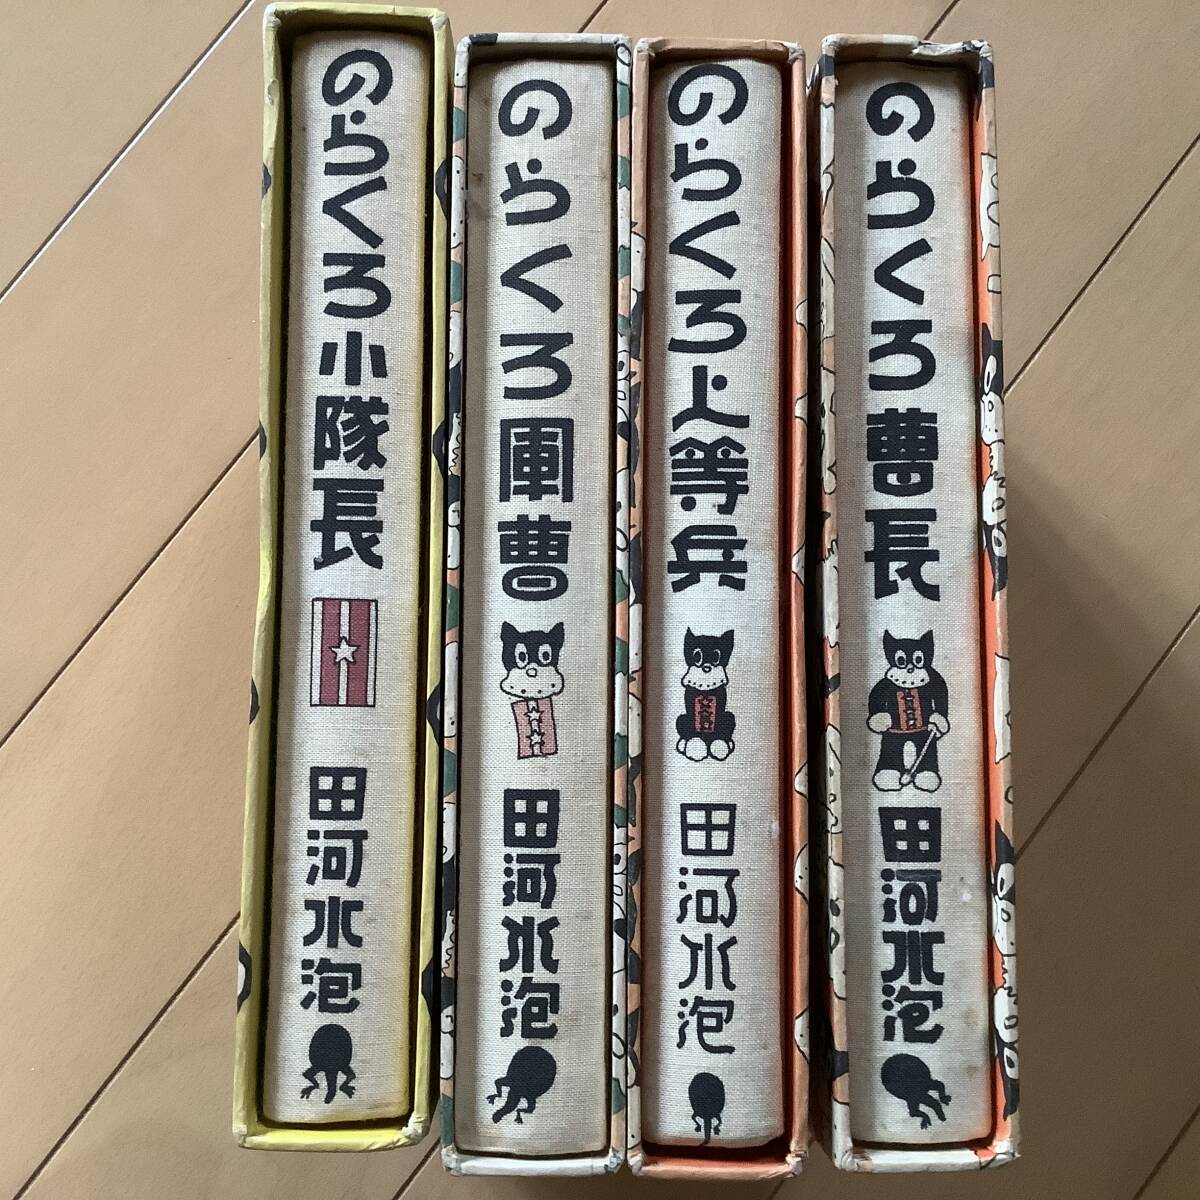 のらくろ小隊長
田河水泡
のらくろ軍曹
田河水泡
のらくろ上等兵
田河水泡
のらくろ曹長
田河水泡